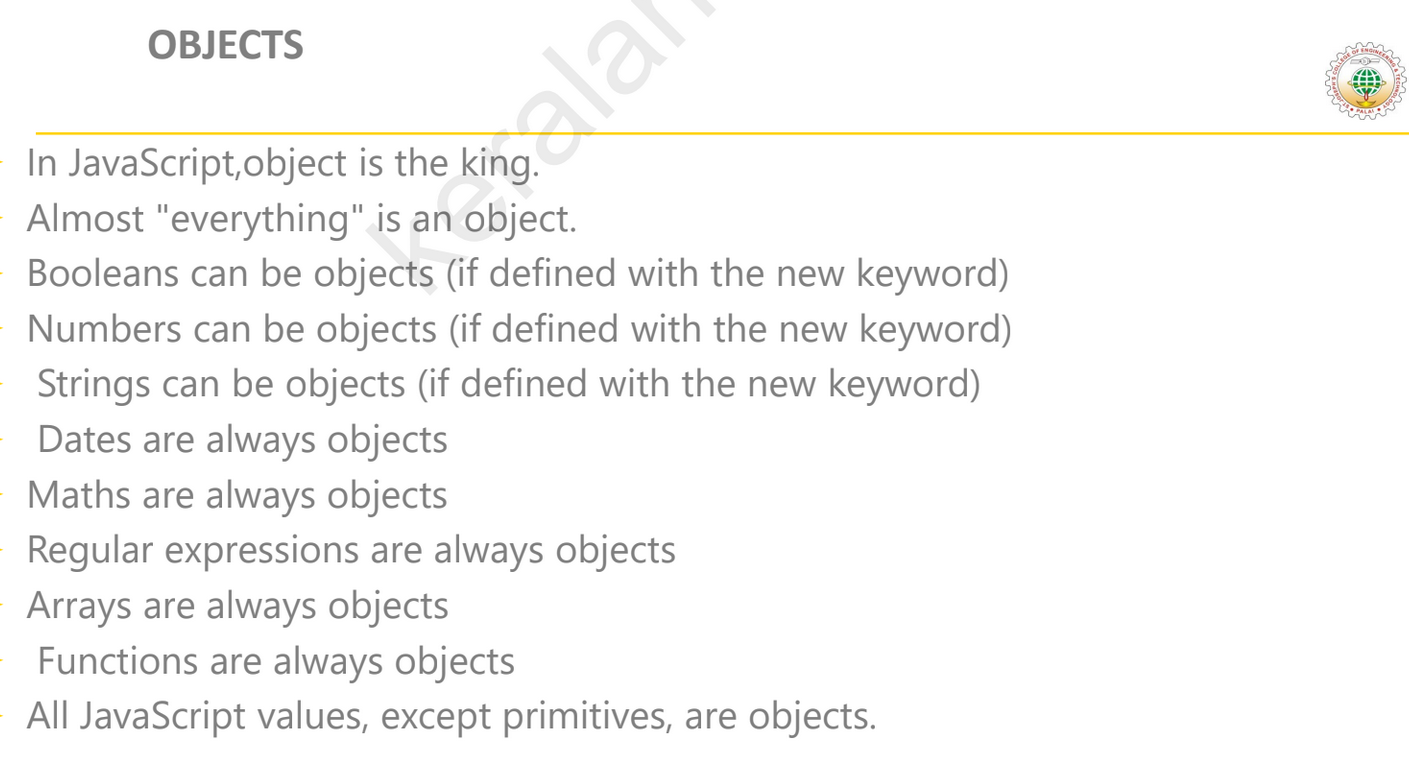 OBJECTS
In JavaScript,object is the king.
Almost "everything" is an object.
Booleans can be objects (if defined with the new keyword)
Numbers can be objects (if defined with the new keyword)
Strings can be objects (if defined with the new keyword)
Dates are always objects
Maths are always objects
Regular expressions are always objects
Arrays are always objects
Functions are always objects
All JavaScript values, except primitives, are objects.